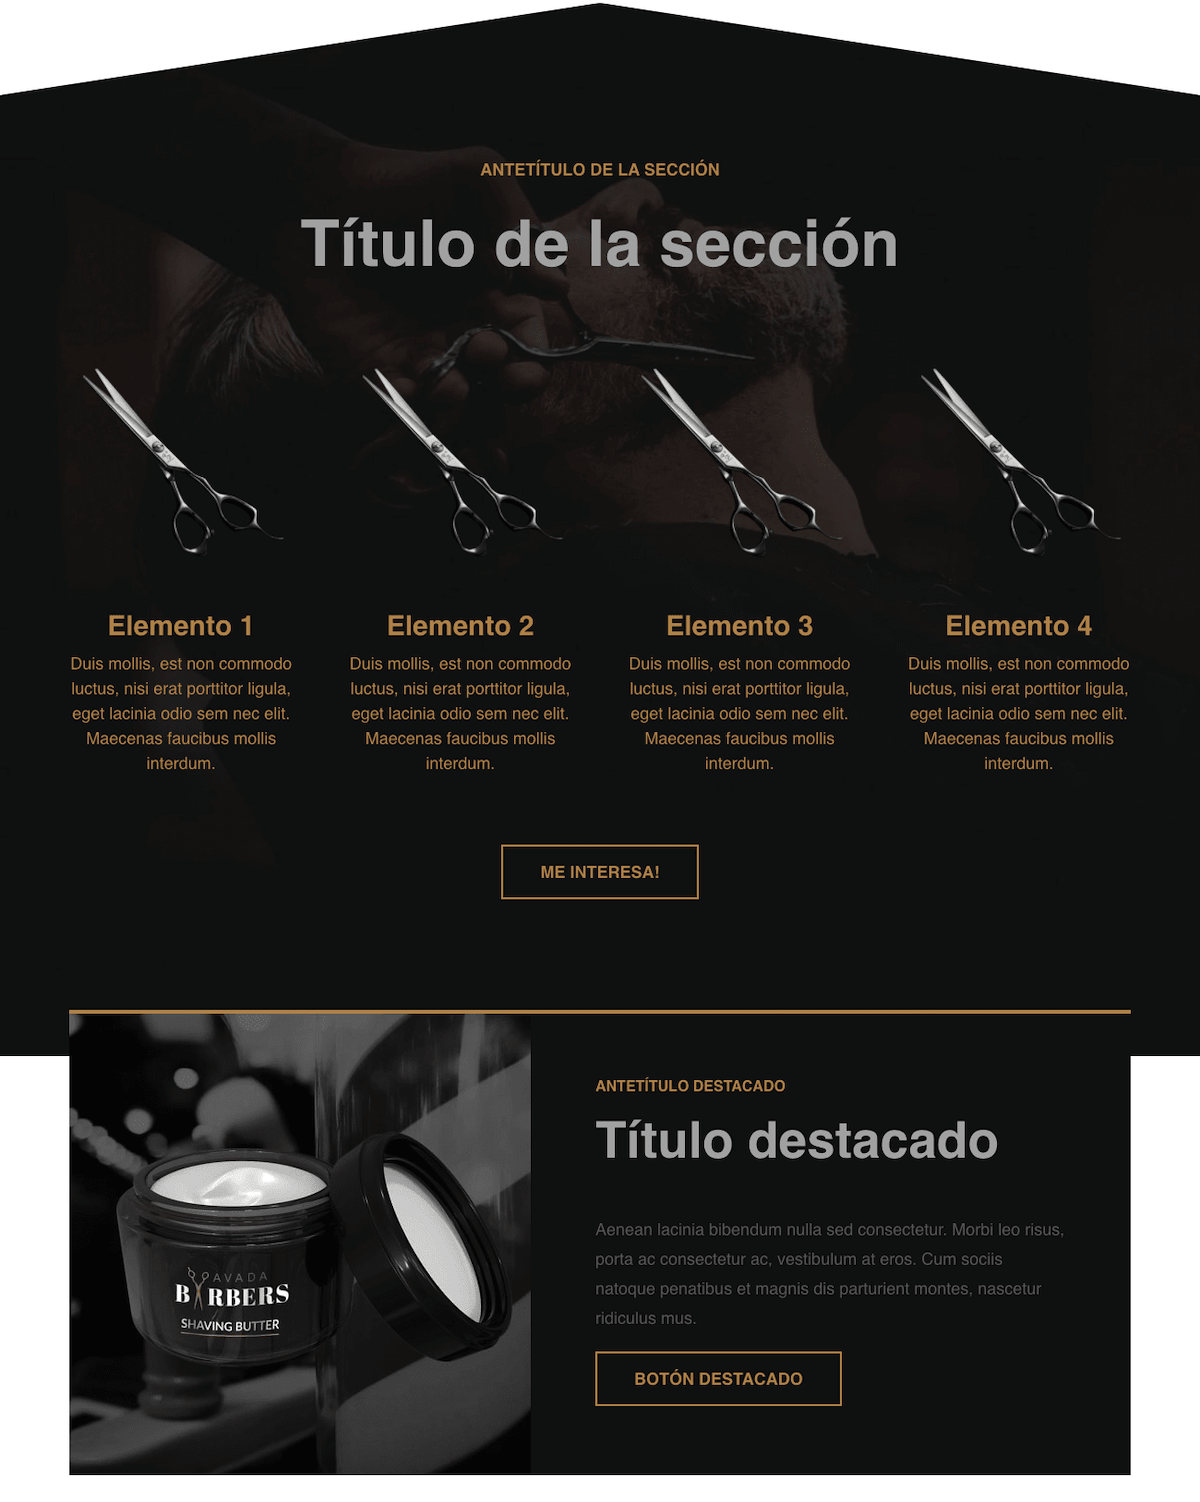 ANTETÍTULO DE LA SECCIÓN
Título de la sección
Elemento 1
Duis mollis, est non commodo
luctus, nisi erat porttitor ligula,
eget lacinia odio sem nec elit.
Maecenas faucibus mollis
interdum.
Elemento 2
Duis mollis, est non commodo
luctus, nisi erat porttitor ligula,
eget lacinia odio sem nec elit.
Maecenas faucibus mollis
interdum.
Elemento 3
Duis mollis, est non commodo
luctus, nisi erat porttitor ligula,
eget lacinia odio sem nec elit.
Maecenas faucibus mollis
interdum.
Elemento 4
Duis mollis, est non commodo
luctus, nisi erat porttitor ligula,
eget lacinia odio sem nec elit.
Maecenas faucibus mollis
interdum.
ME INTERESA!
AVADA
BARBERS
SHAVING BUTTER
ANTETÍTULO DESTACADO
Título destacado
Aenean lacinia bibendum nulla sed consectetur. Morbi leo risus,
porta ac consectetur ac, vestibulum at eros. Cum sociis
natoque penatibus et magnis dis parturient montes, nascetur
ridiculus mus.
BOTÓN DESTACADO